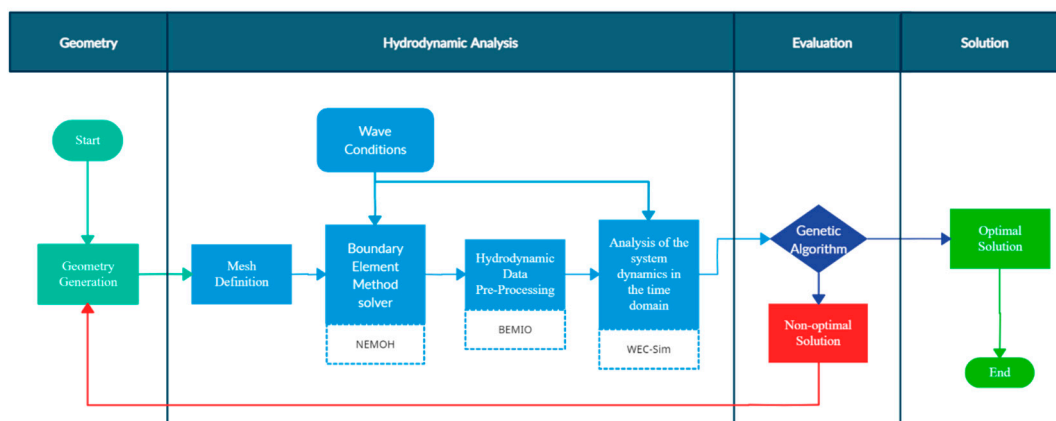 Geometry
Hydrodynamic Analysis
Evaluation
Solution
Start
Wave
Conditions
Geometry
Generation
Mesh
Definition
Boundary
Element
Method
solver
NEMOH
Hydrodynamic
Data
Pre-Processing
BEMIO
Analysis of the
system
dynamics in
the time
domain
WEC-Sim
Genetic
Algorithm
Non-optimal
Solution
Optimal
Solution
End